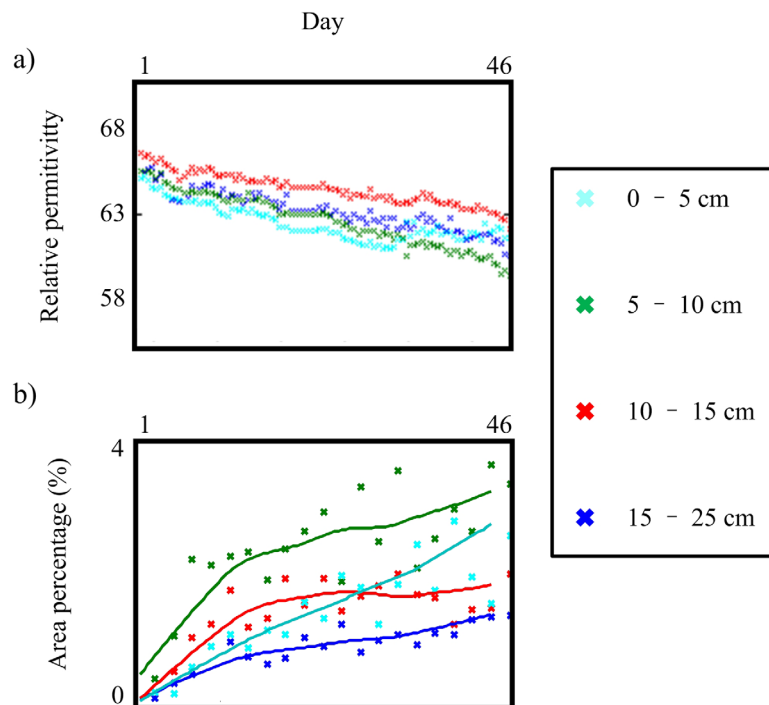 Day
a)
1 46
Relative permitivitty
68
63
58
b)
1 46
Area percentage (%)
4
2
0
0 – 5 cm
5 – 10 cm
10 – 15 cm
15 – 25 cm